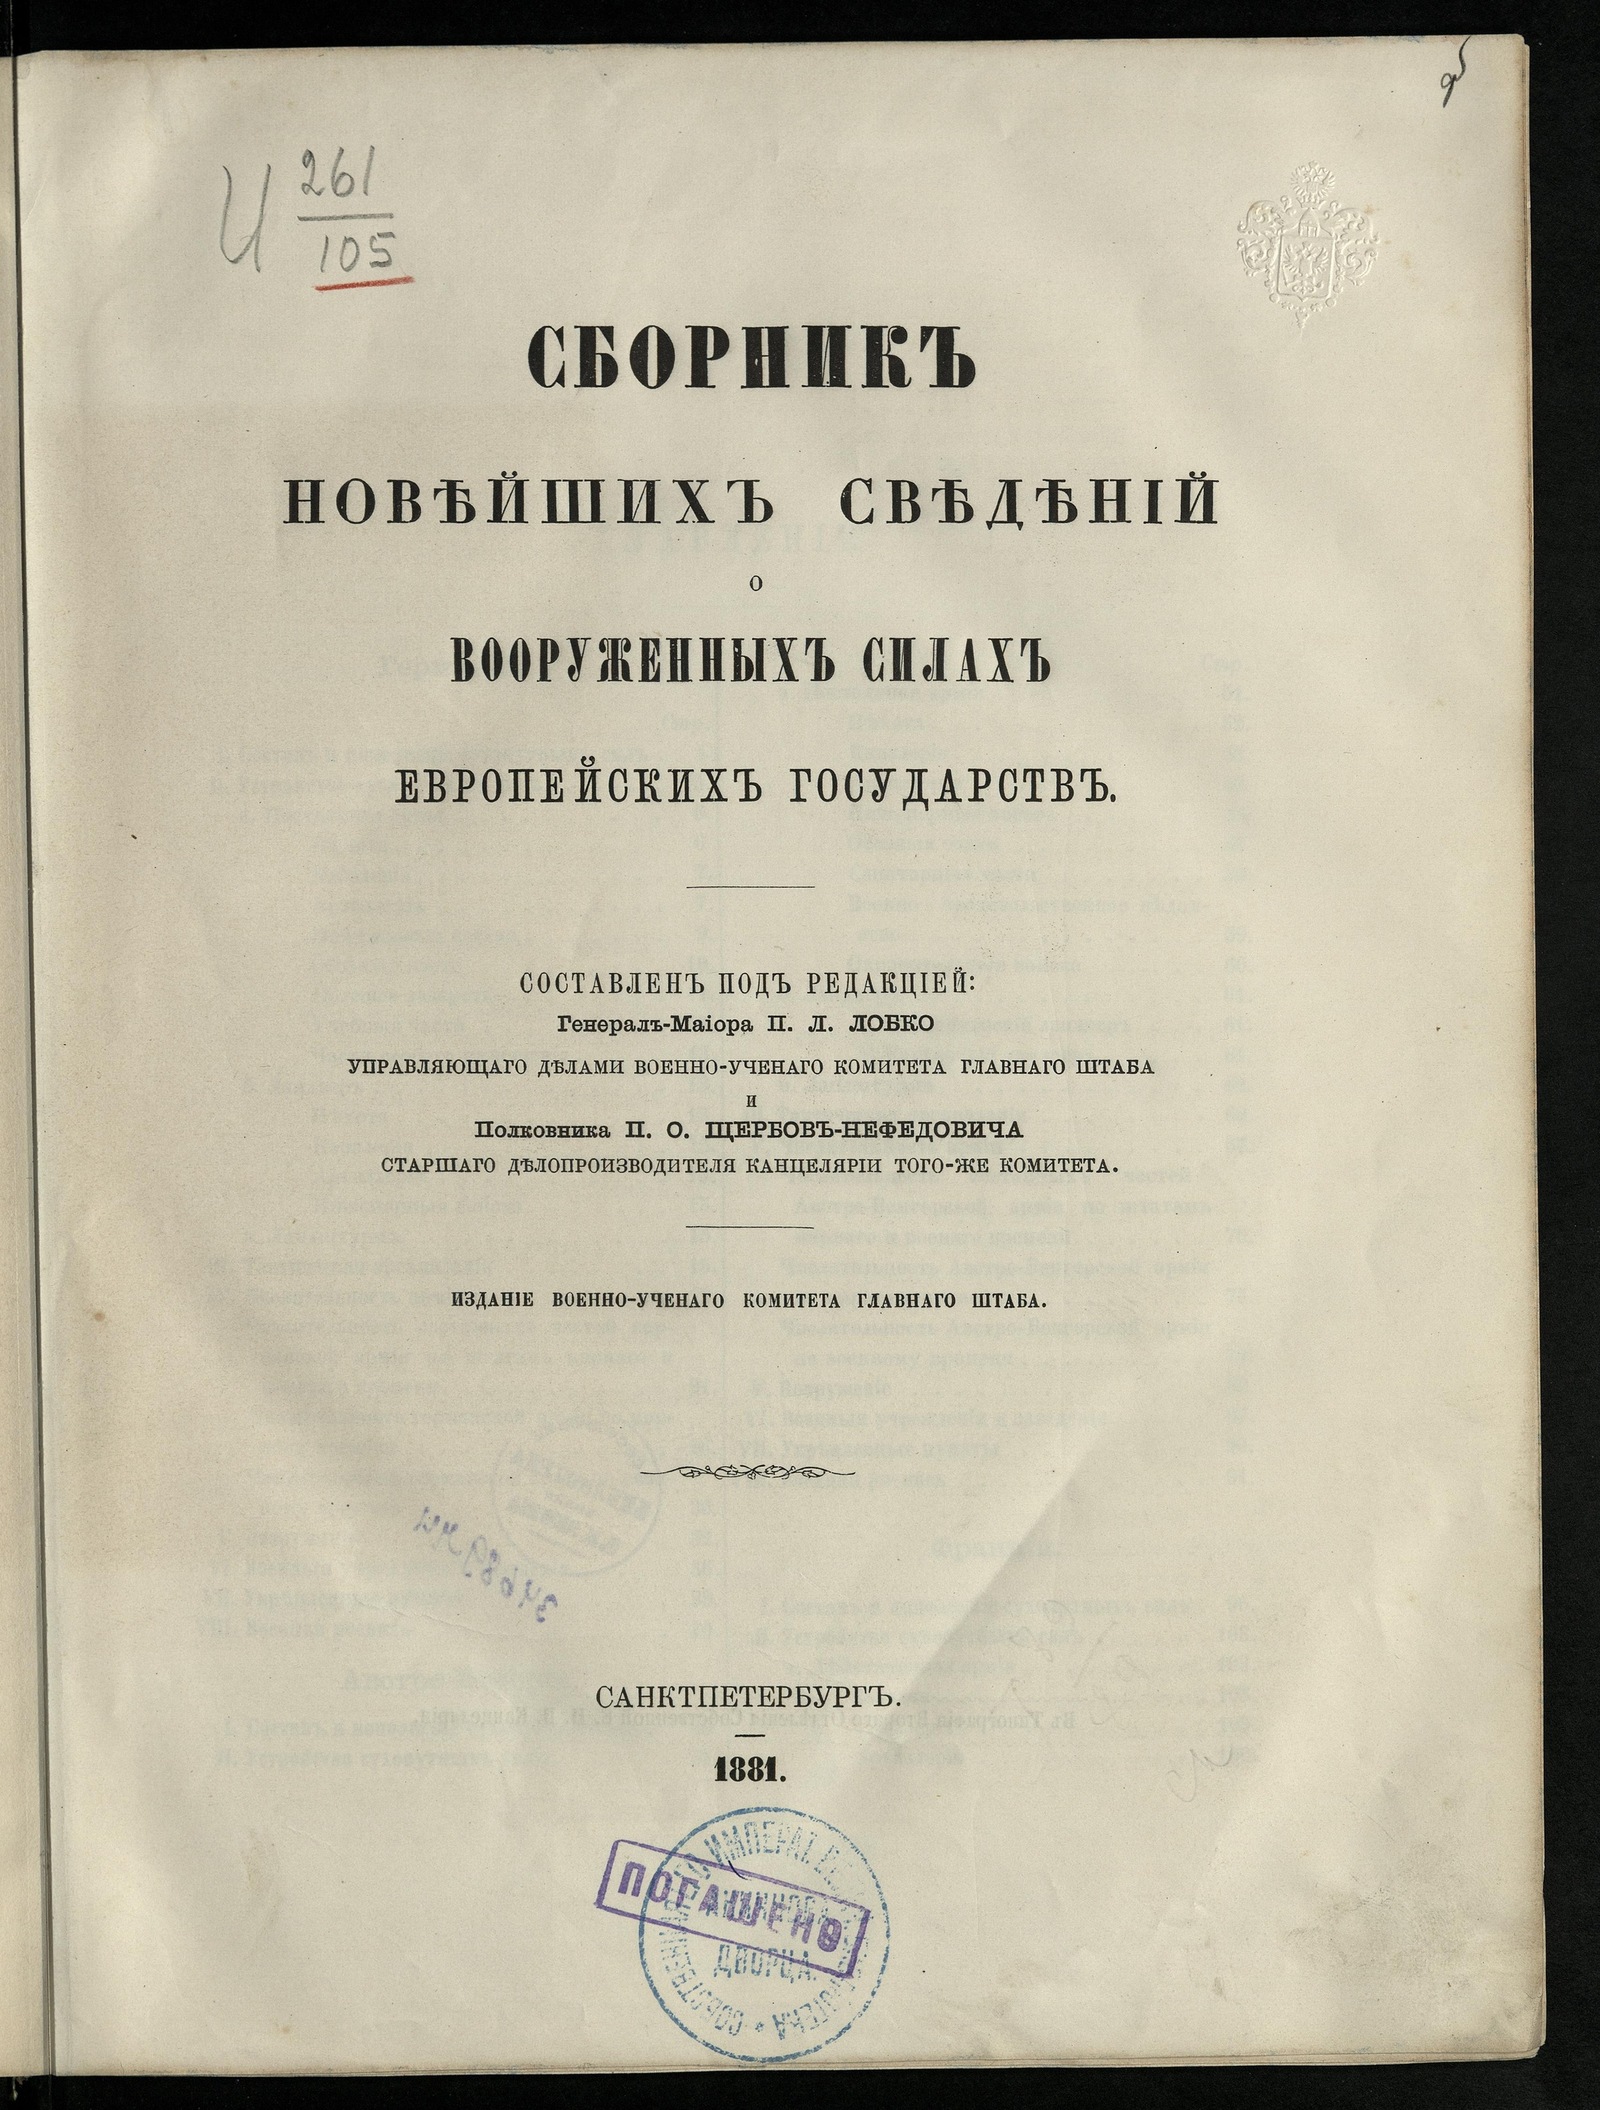 И 261
105
СБОРНИКЪ
НОВѢЙШИХЪ СВѢДѢНІЙ
О
ВООРУЖЕННЫХЪ СИЛАХЪ
ЕВРОПЕЙСКИХЪ ГОСУДАРСТВЪ.
СОСТАВЛЕНЪ ПОДЪ РЕДАКЦІЕЙ:
Генералъ-Маіора П. Л. ЛОБКО
УПРАВЛЯЮЩАГО ДѢЛАМИ ВОЕННО-УЧЕНАГО КОМИТЕТА ГЛАВНАГО ШТАБА
И
Полковника П. О. ЩЕРБОВЪ-НЕФЕДОВИЧА
СТАРШАГО ДѢЛОПРОИЗВОДИТЕЛЯ КАНЦЕЛЯРІИ ТОГО-ЖЕ КОМИТЕТА.
ИЗДАНІЕ ВОЕННО-УЧЕНАГО КОМИТЕТА ГЛАВНАГО ШТАБА.
САНКТПЕТЕРБУРГЪ.
1881.
ПОГАШЕНО
ДВОРЦА.